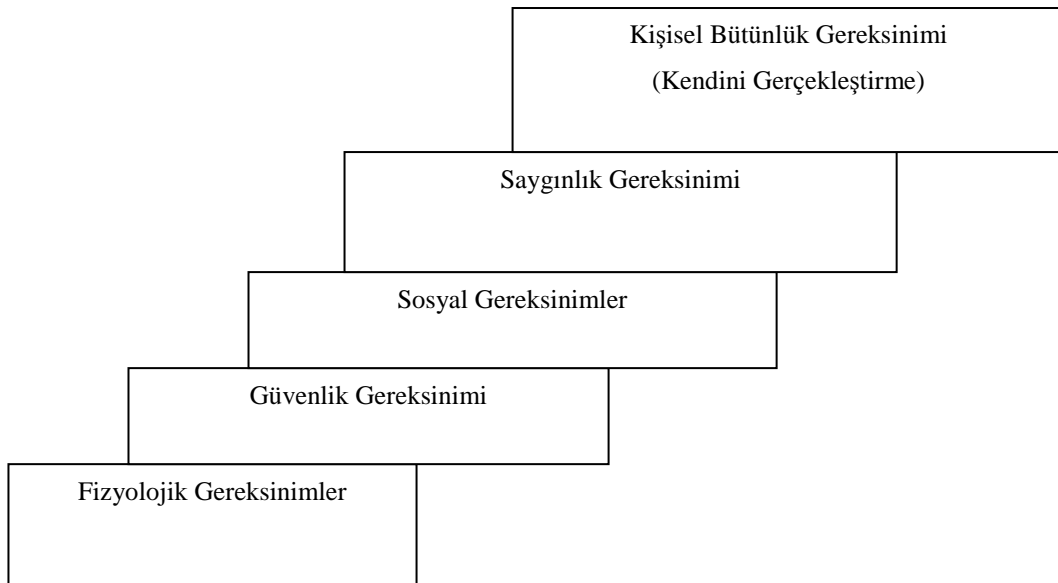 Kişisel Bütünlük Gereksinimi
(Kendini Gerçekleştirme)
Saygınlık Gereksinimi
Sosyal Gereksinimler
Güvenlik Gereksinimi
Fizyolojik Gereksinimler